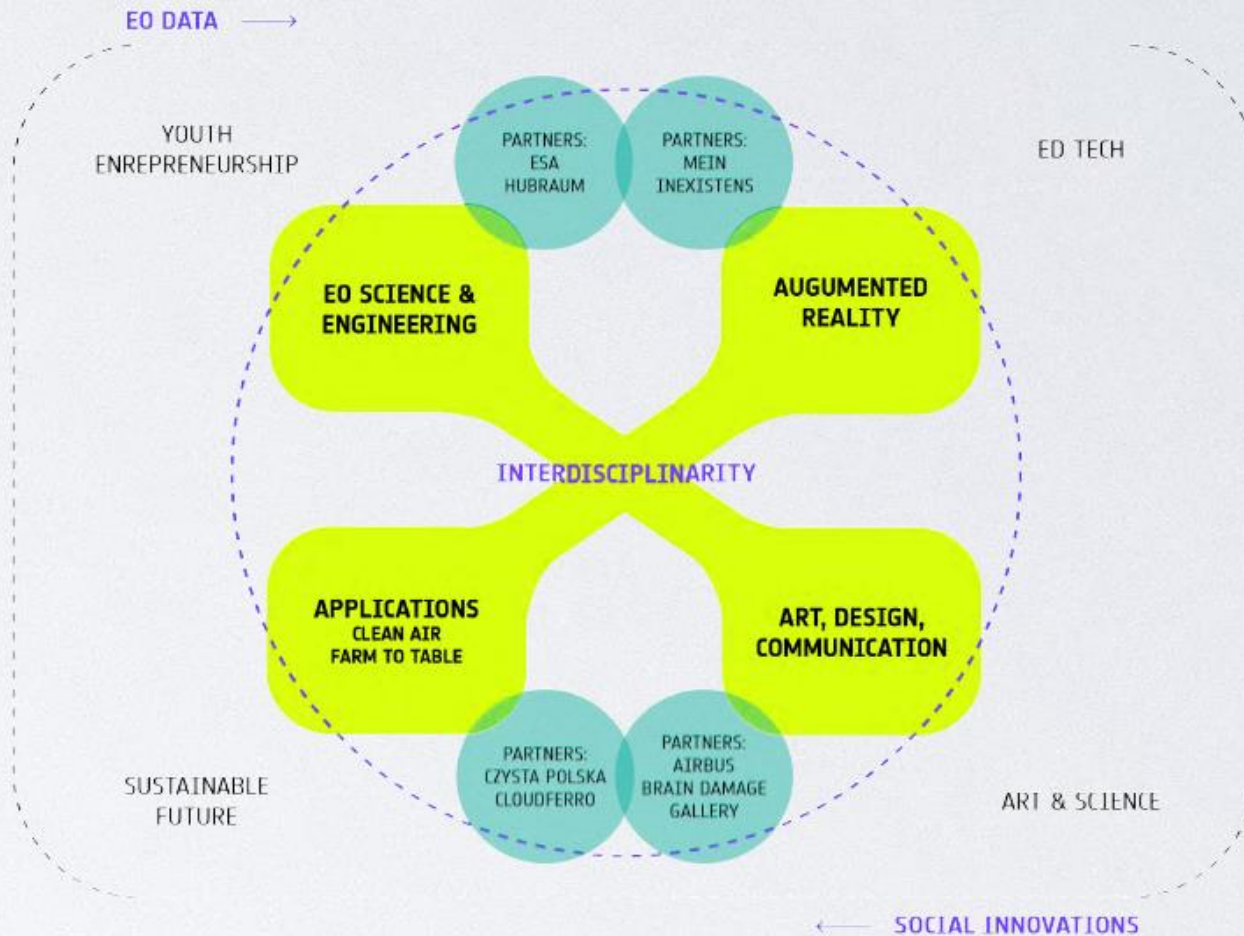 EO DATA
YOUTH
ENREPRENEURSHIP
PARTNERS:
ESA
HUBRAUM
PARTNERS:
MEIN
INEXISTENS
ED TECH
EO SCIENCE &
ENGINEERING
AUGUMENTED
REALITY
INTERDISCIPLINARITY
APPLICATIONS
CLEAN AIR
FARM TO TABLE
ART, DESIGN,
COMMUNICATION
SUSTAINABLE
FUTURE
PARTNERS:
CZYSTA POLSKA
CLOUDFERRO
PARTNERS:
AIRBUS
BRAIN DAMAGE
GALLERY
ART & SCIENCE
SOCIAL INNOVATIONS